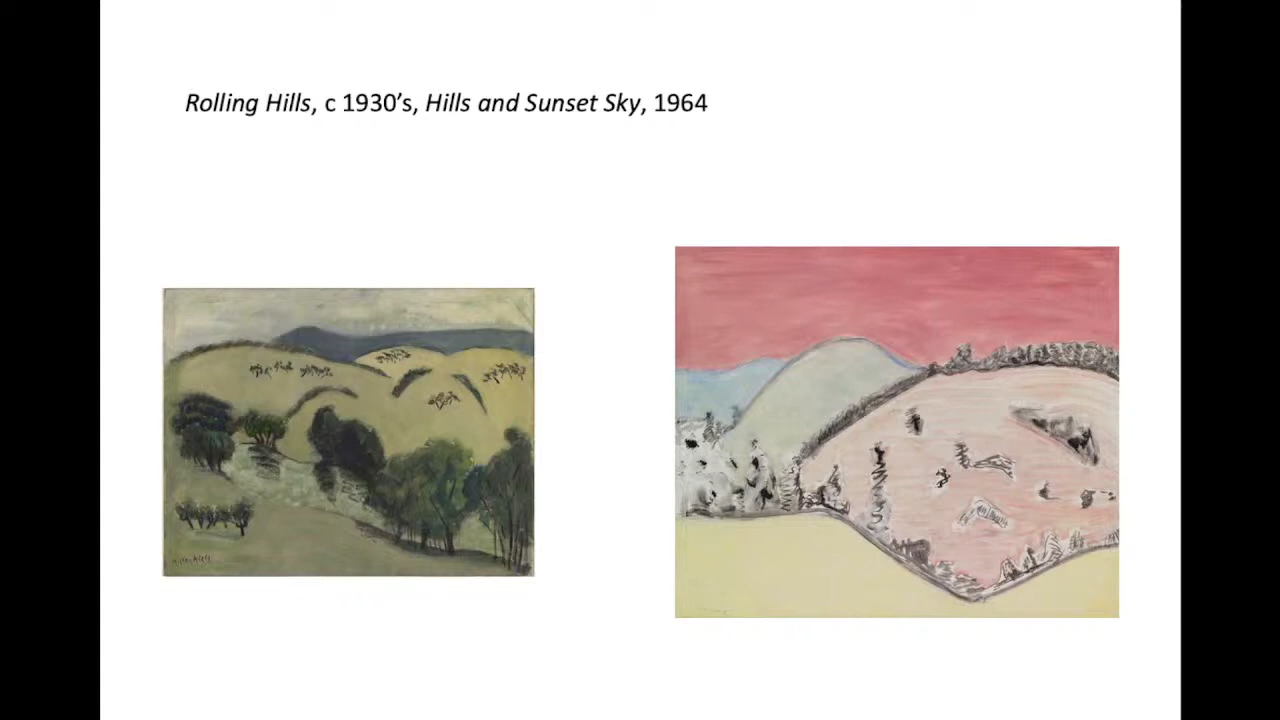 Rolling Hills, c 1930’s, Hills and Sunset Sky, 1964